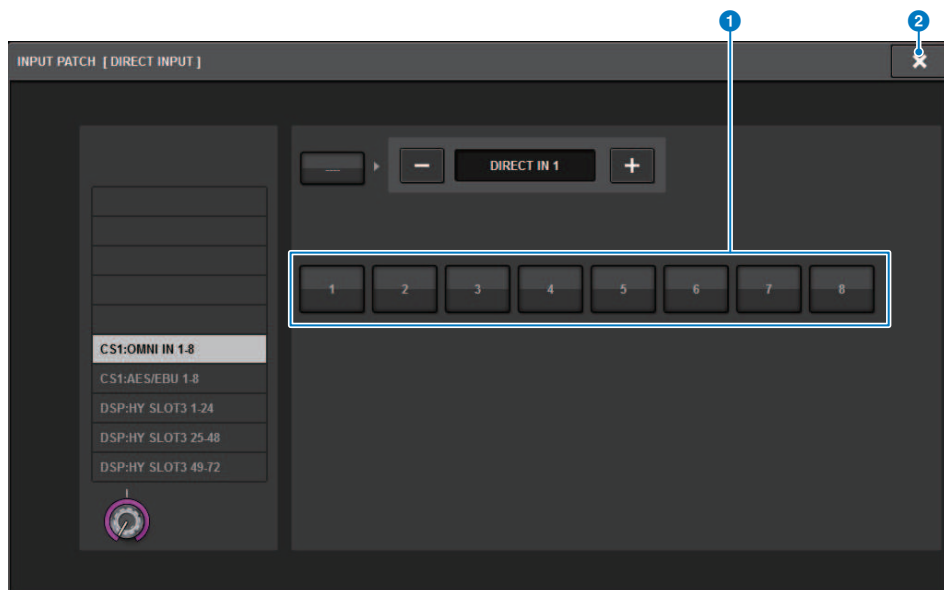 1 2
INPUT PATCH [ DIRECT INPUT ]
DIRECT IN 1
1 2 3 4 5 6 7 8
CS1:OMNI IN 1-8
CS1:AES/EBU 1-8
DSP:HY SLOT3 1-24
DSP:HY SLOT3 25-48
DSP:HY SLOT3 49-72